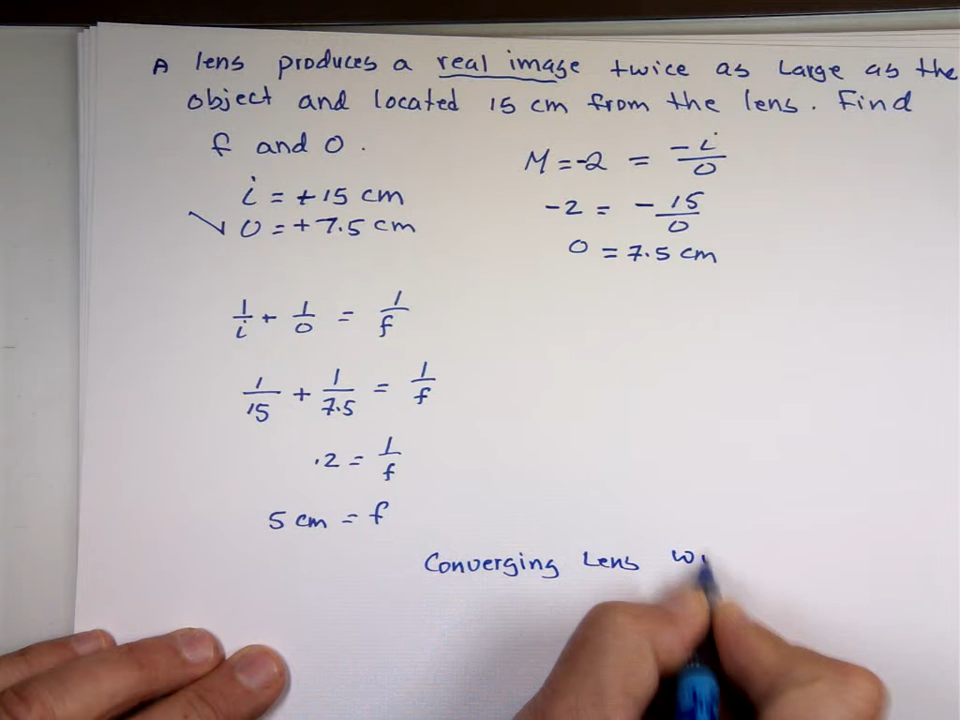 A lens produces a real image twice as large as the
object and located 15 cm from the lens. Find
f and O.
i = +15 cm
O = +7.5 cm
M = -2 = -i/O
-2 = -15/O
O = 7.5 cm
1/i + 1/O = 1/f
1/15 + 1/7.5 = 1/f
.2 = 1/f
5 cm = f
Converging Lens